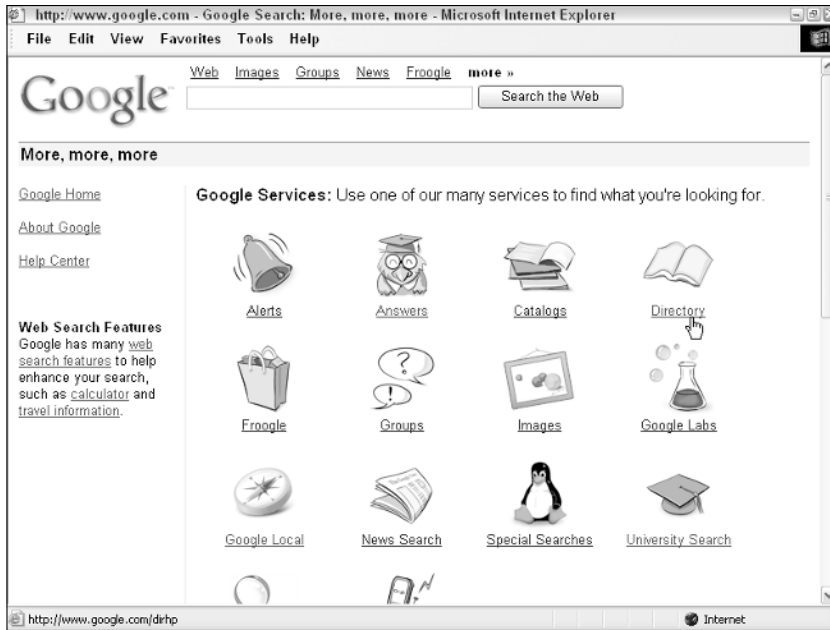 http://www.google.com - Google Search: More, more, more - Microsoft Internet Explorer
File Edit View Favorites Tools Help
Web Images Groups News Froogle more »
Google™
Search the Web
More, more, more
Google Home
About Google
Help Center
Web Search Features
Google has many web
search features to help
enhance your search,
such as calculator and
travel information.
Google Services: Use one of our many services to find what you're looking for.
Alerts Answers Catalogs Directory
Froogle Groups Images Google Labs
Google Local News Search Special Searches University Search
http://www.google.com/dirhp Internet